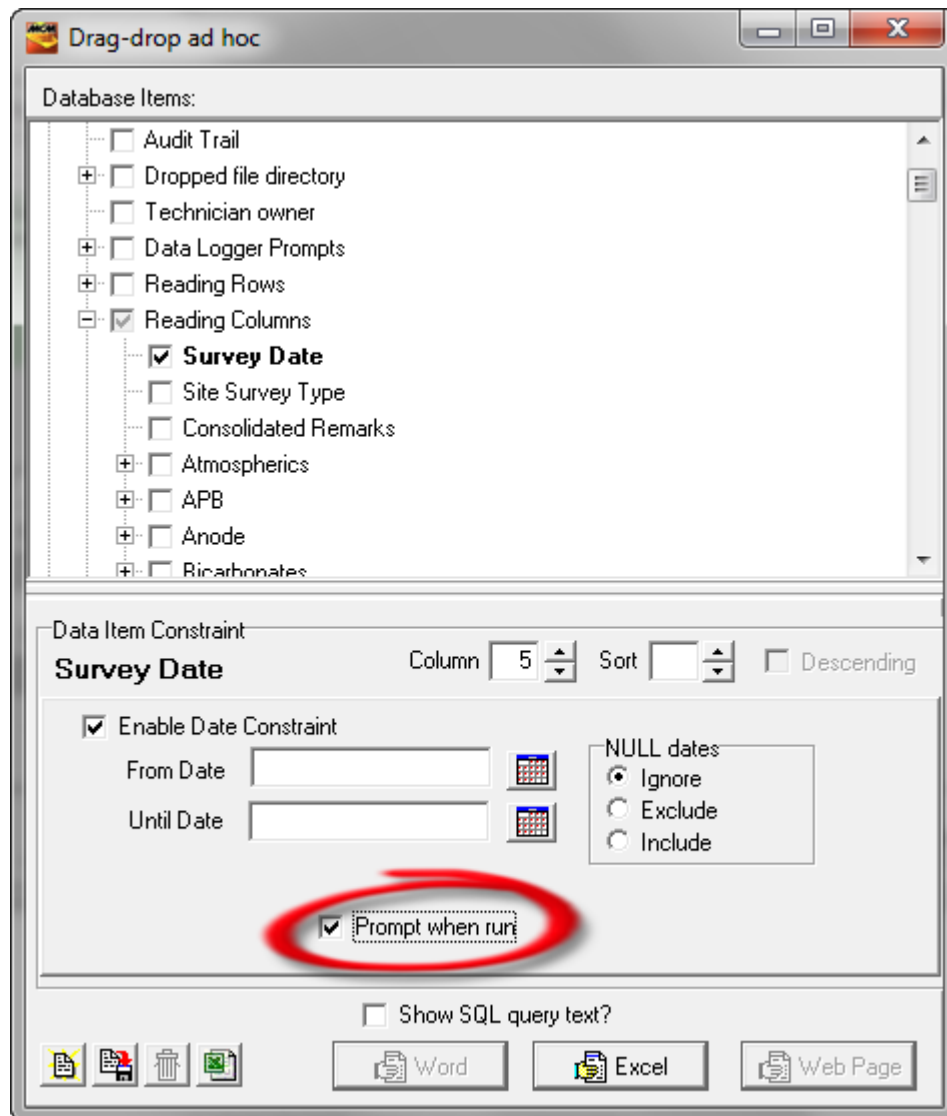 MCM
Drag-drop ad hoc
Database Items:
Audit Trail
Dropped file directory
Technician owner
Data Logger Prompts
Reading Rows
Reading Columns
Survey Date
Site Survey Type
Consolidated Remarks
Atmospherics
APB
Anode
Bicarbonates
Data Item Constraint
Survey Date Column 5 Sort Descending
Enable Date Constraint
From Date
Until Date
NULL dates
Ignore
Exclude
Include
Prompt when run
Show SQL query text?
Word Excel Web Page